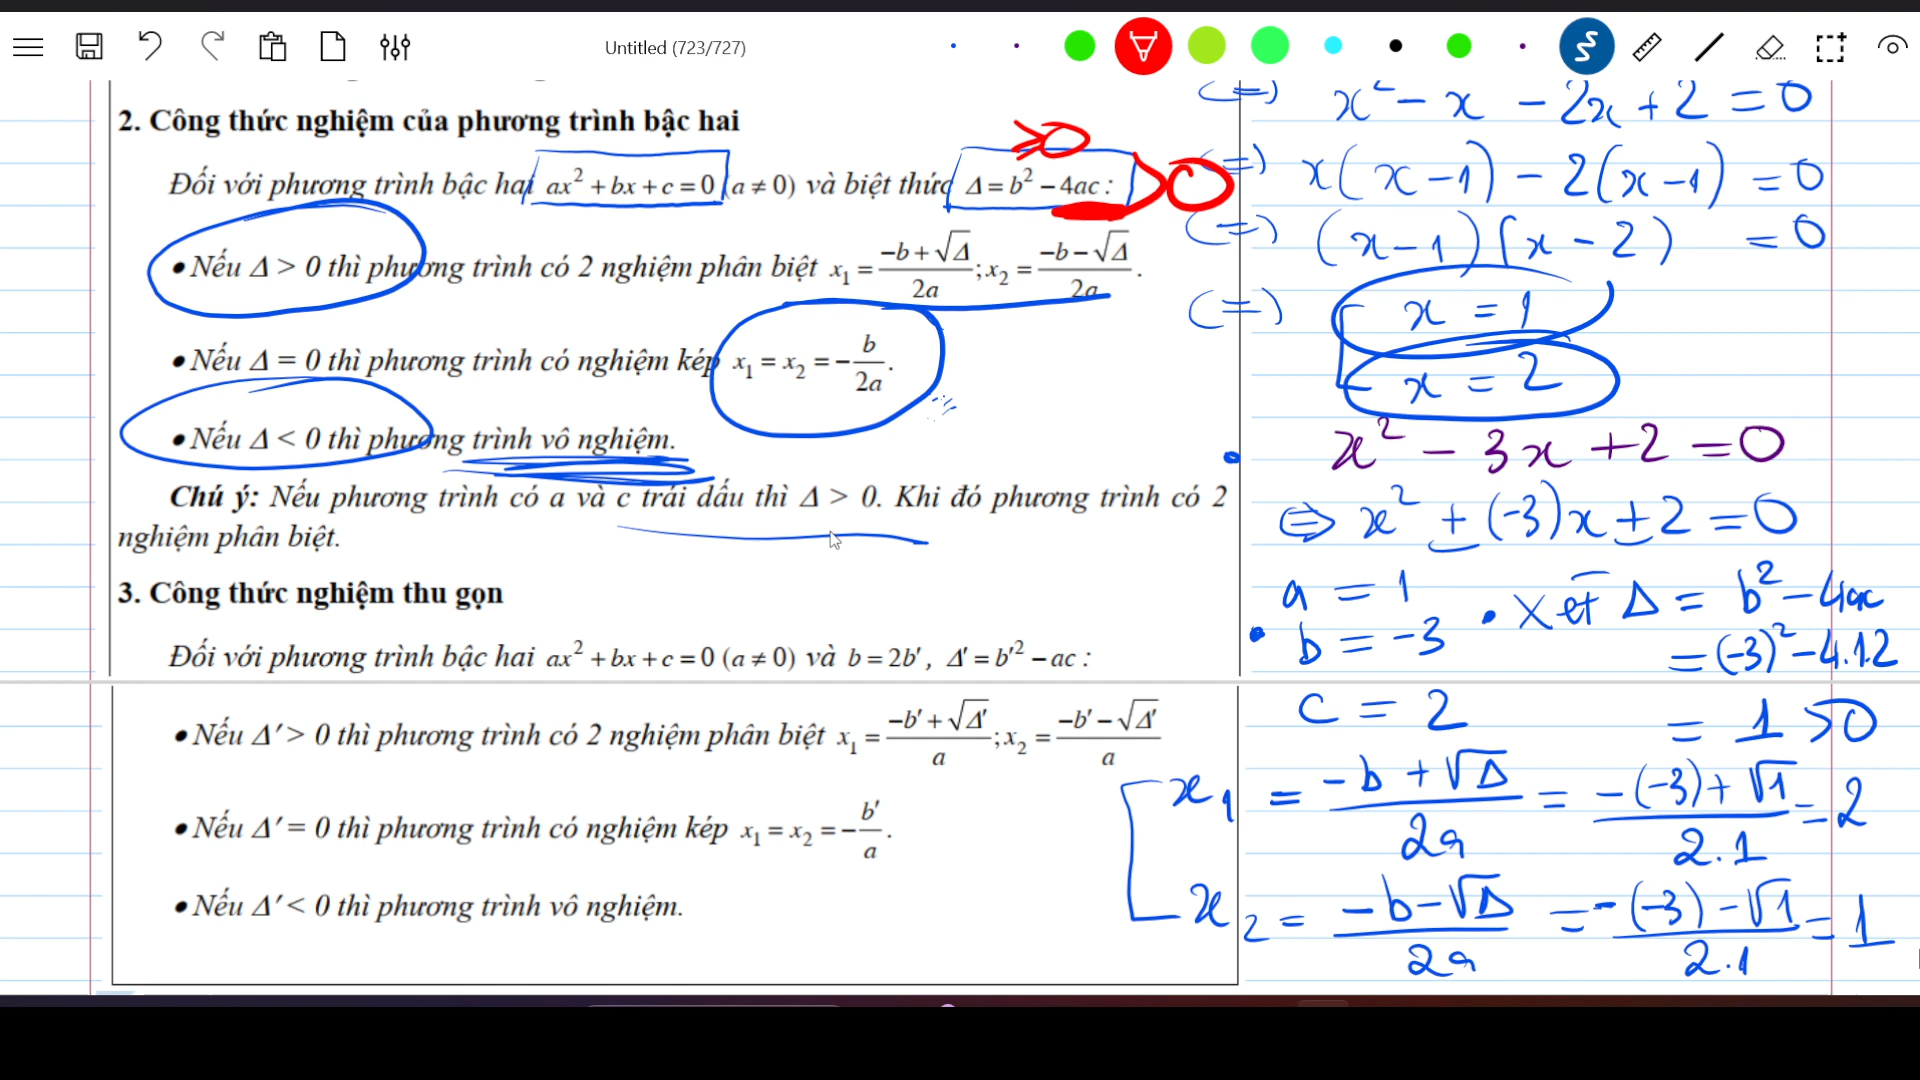 Untitled (723/727)
2. Công thức nghiệm của phương trình bậc hai
Đối với phương trình bậc hai ax² + bx + c = 0 (a ≠ 0) và biệt thức Δ = b² – 4ac :
≥0
>0
• Nếu Δ > 0 thì phương trình có 2 nghiệm phân biệt x₁ = (–b + √Δ)/2a ; x₂ = (–b – √Δ)/2a .
• Nếu Δ = 0 thì phương trình có nghiệm kép x₁ = x₂ = –b/2a .
• Nếu Δ < 0 thì phương trình vô nghiệm.
Chú ý: Nếu phương trình có a và c trái dấu thì Δ > 0. Khi đó phương trình có 2
nghiệm phân biệt.
3. Công thức nghiệm thu gọn
Đối với phương trình bậc hai ax² + bx + c = 0 (a ≠ 0) và b = 2b′ , Δ′ = b′² – ac :
• Nếu Δ′ > 0 thì phương trình có 2 nghiệm phân biệt x₁ = (–b′ + √Δ′)/a ; x₂ = (–b′ – √Δ′)/a
• Nếu Δ′ = 0 thì phương trình có nghiệm kép x₁ = x₂ = –b′/a .
• Nếu Δ′ < 0 thì phương trình vô nghiệm.
(=) x² – x – 2x + 2 = 0
(=) x(x – 1) – 2(x – 1) = 0
(=) (x – 1)(x – 2) = 0
(=) x = 1
x = 2
x² – 3x + 2 = 0
⇔ x² + (-3)x + 2 = 0
a = 1
b = -3
c = 2
• Xét Δ = b² – 4ac
= (-3)² – 4.1.2
= 1 > 0
x₁ = (-b + √Δ)/2a = (-(-3) + √1)/2.1 = 2
x₂ = (-b - √Δ)/2a = (-(-3) - √1)/2.1 = 1